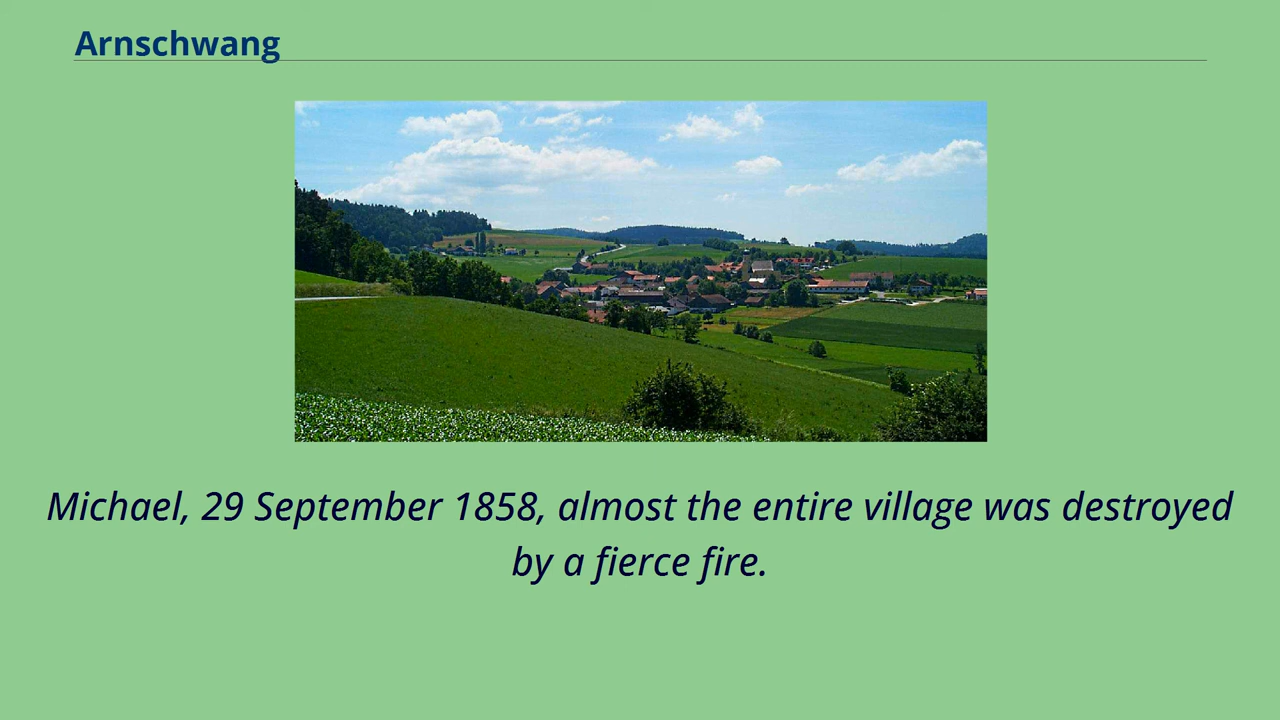 Arnschwang
Michael, 29 September 1858, almost the entire village was destroyed
by a fierce fire.